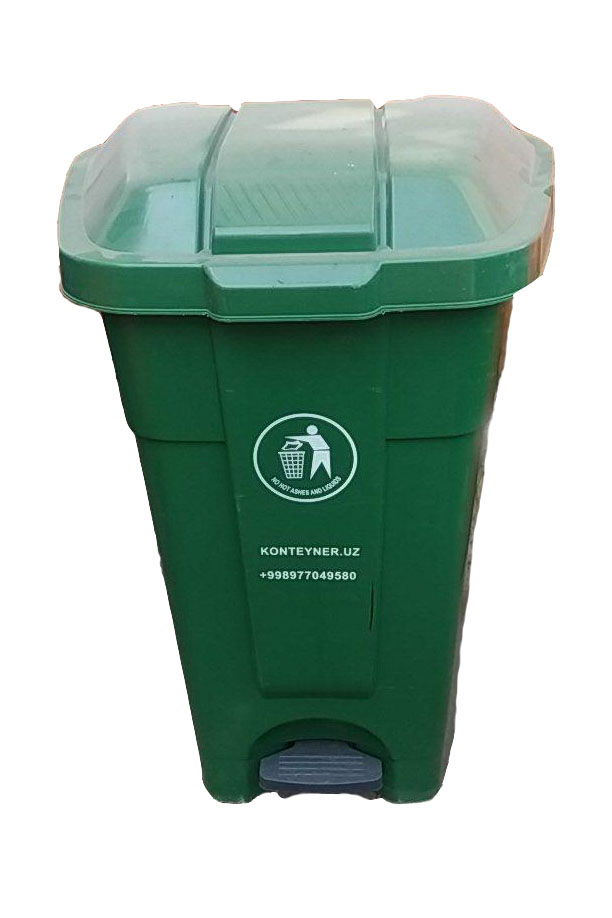 NO HOT ASHES AND LIQUIDS
KONTEYNER.UZ
+998977049580